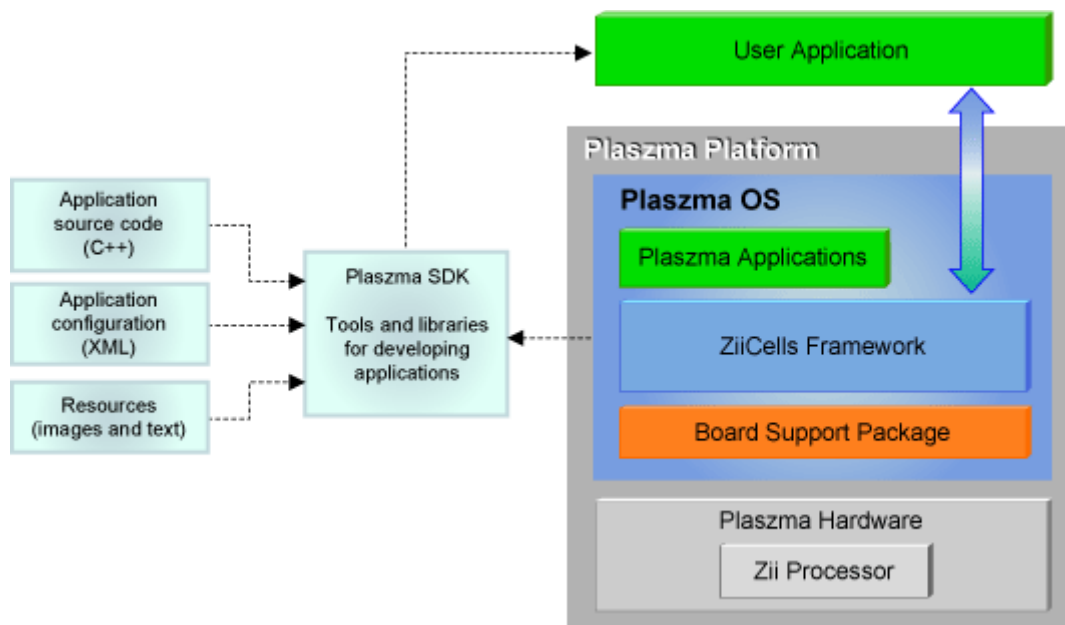 User Application
Plaszma Platform
Plaszma OS
Plaszma Applications
ZiiCells Framework
Board Support Package
Plaszma Hardware
Zii Processor
Application
source code
(C++)
Application
configuration
(XML)
Resources
(images and text)
Plaszma SDK
Tools and libraries
for developing
applications